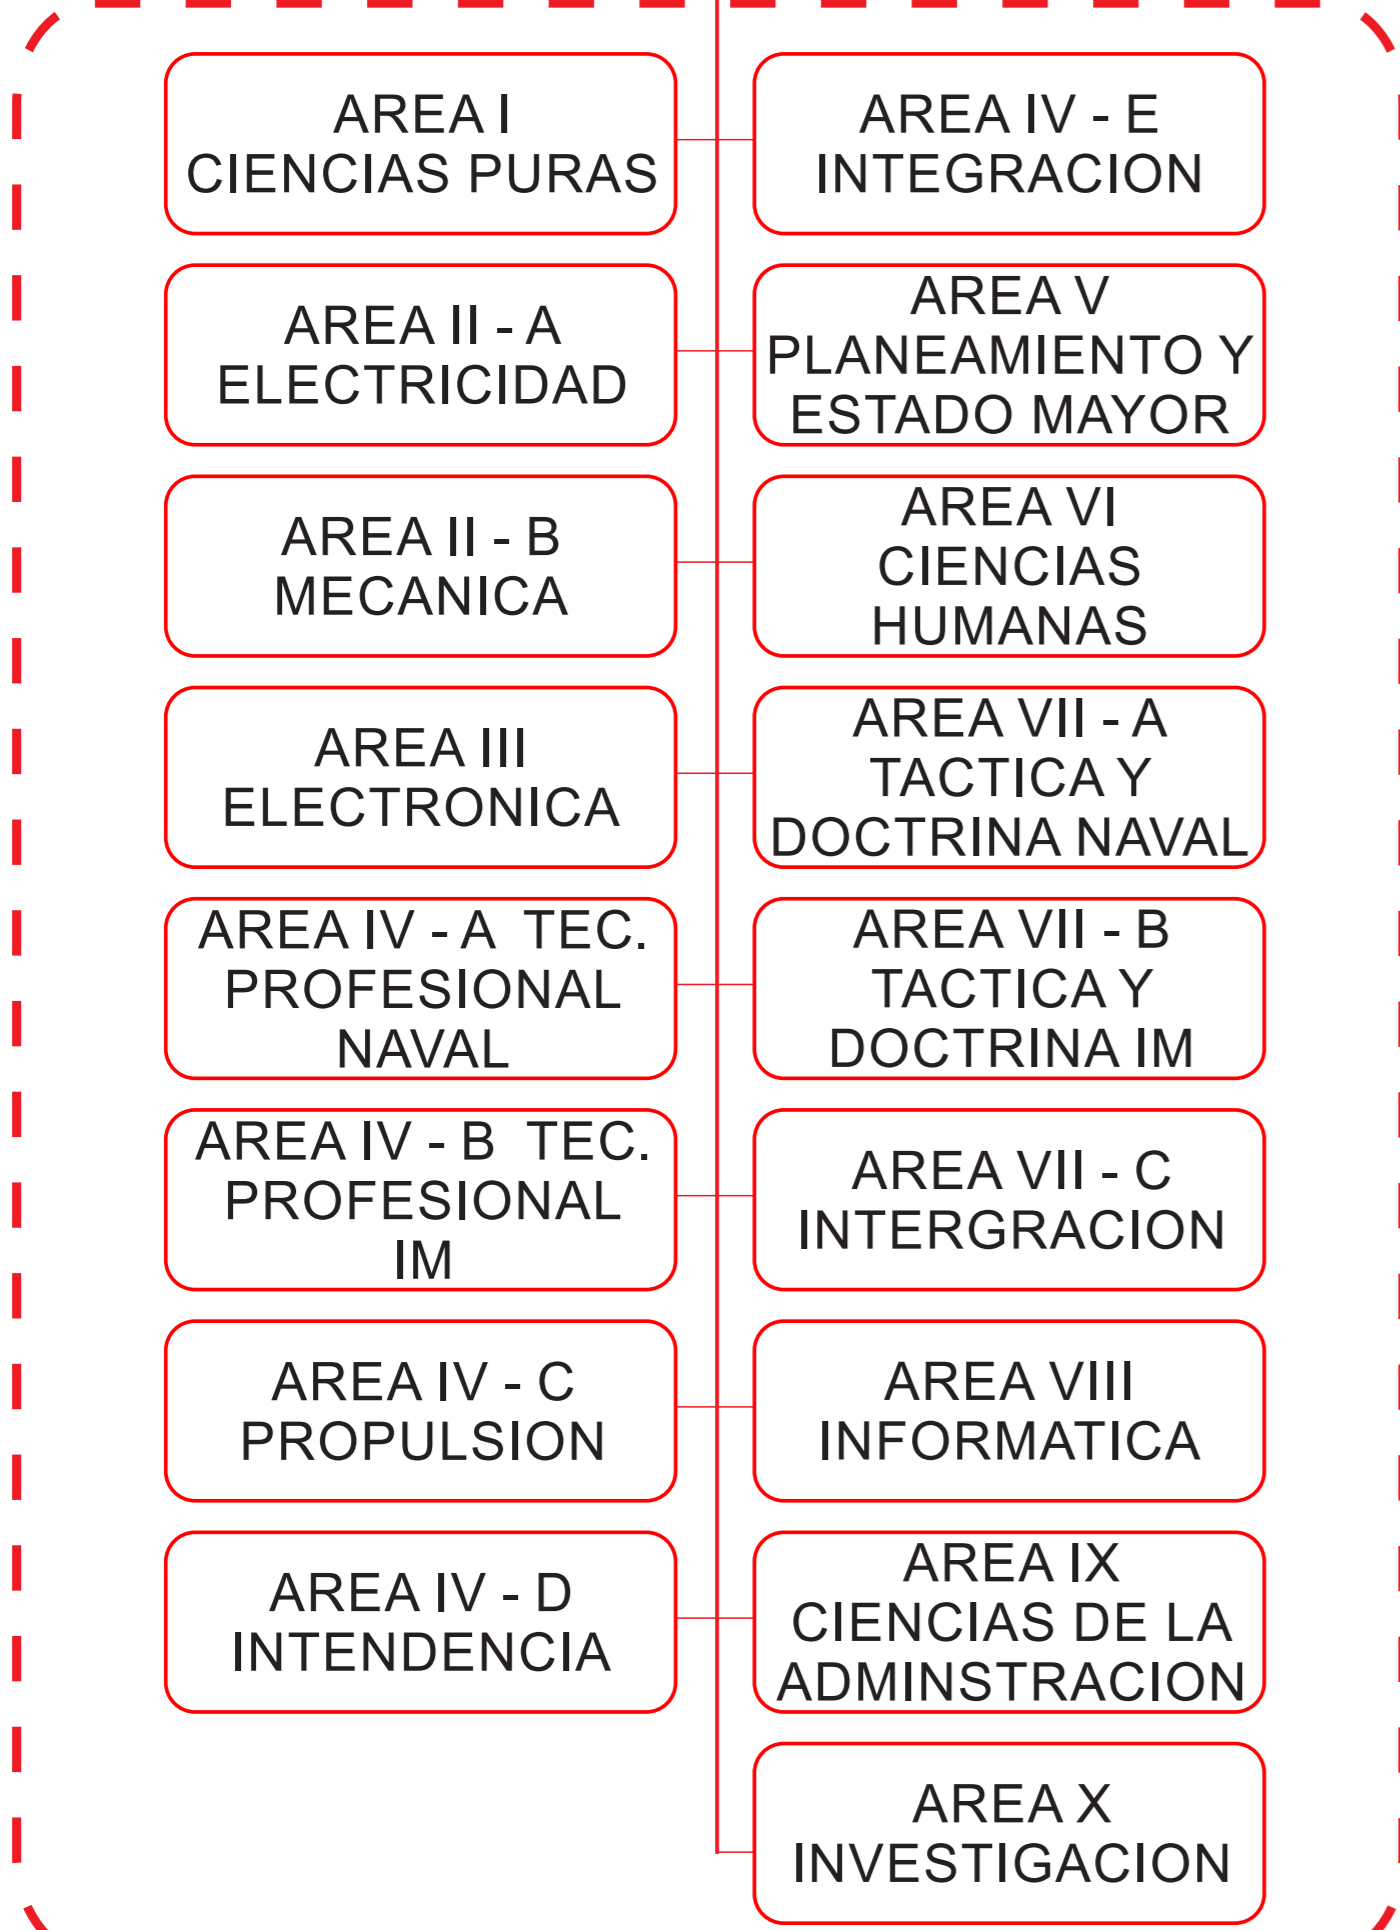 AREA I
CIENCIAS PURAS
AREA II - A
ELECTRICIDAD
AREA II - B
MECANICA
AREA III
ELECTRONICA
AREA IV - A TEC.
PROFESIONAL
NAVAL
AREA IV - B TEC.
PROFESIONAL
IM
AREA IV - C
PROPULSION
AREA IV - D
INTENDENCIA
AREA IV - E
INTEGRACION
AREA V
PLANEAMIENTO Y
ESTADO MAYOR
AREA VI
CIENCIAS
HUMANAS
AREA VII - A
TACTICA Y
DOCTRINA NAVAL
AREA VII - B
TACTICA Y
DOCTRINA IM
AREA VII - C
INTERGRACION
AREA VIII
INFORMATICA
AREA IX
CIENCIAS DE LA
ADMINSTRACION
AREA X
INVESTIGACION